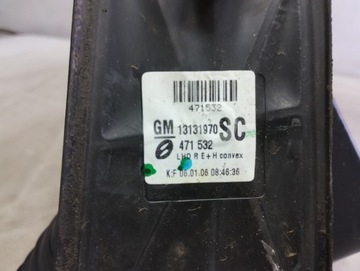 471532
GM 13131970 SC
471 532
LHD R E+H convex
K:F 06.01.06 08:46:36